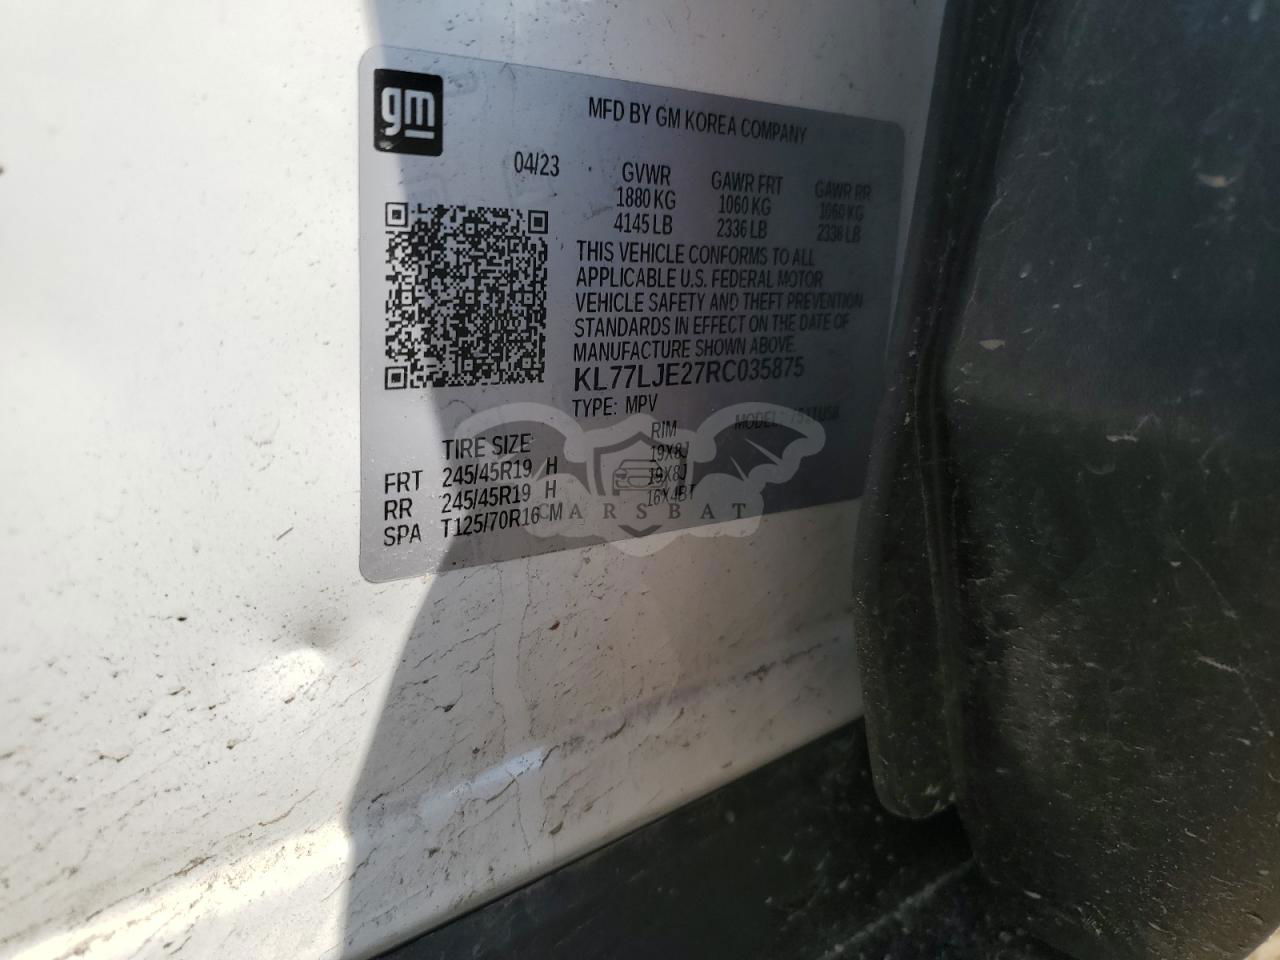 gm
MFD BY GM KOREA COMPANY
04/23
GVWR GAWR FRT GAWR RR
1880 KG 1060 KG 1060 KG
4145 LB 2336 LB 2336 LB
THIS VEHICLE CONFORMS TO ALL
APPLICABLE U.S. FEDERAL MOTOR
VEHICLE SAFETY AND THEFT PREVENTION
STANDARDS IN EFFECT ON THE DATE OF
MANUFACTURE SHOWN ABOVE.
KL77LJE27RC035875
TYPE: MPV MODEL:
TIRE SIZE RIM
FRT 245/45R19 H 19X8J
RR 245/45R19 H 19X8J
SPA T125/70R16 M 16X4BT
CARSBAT